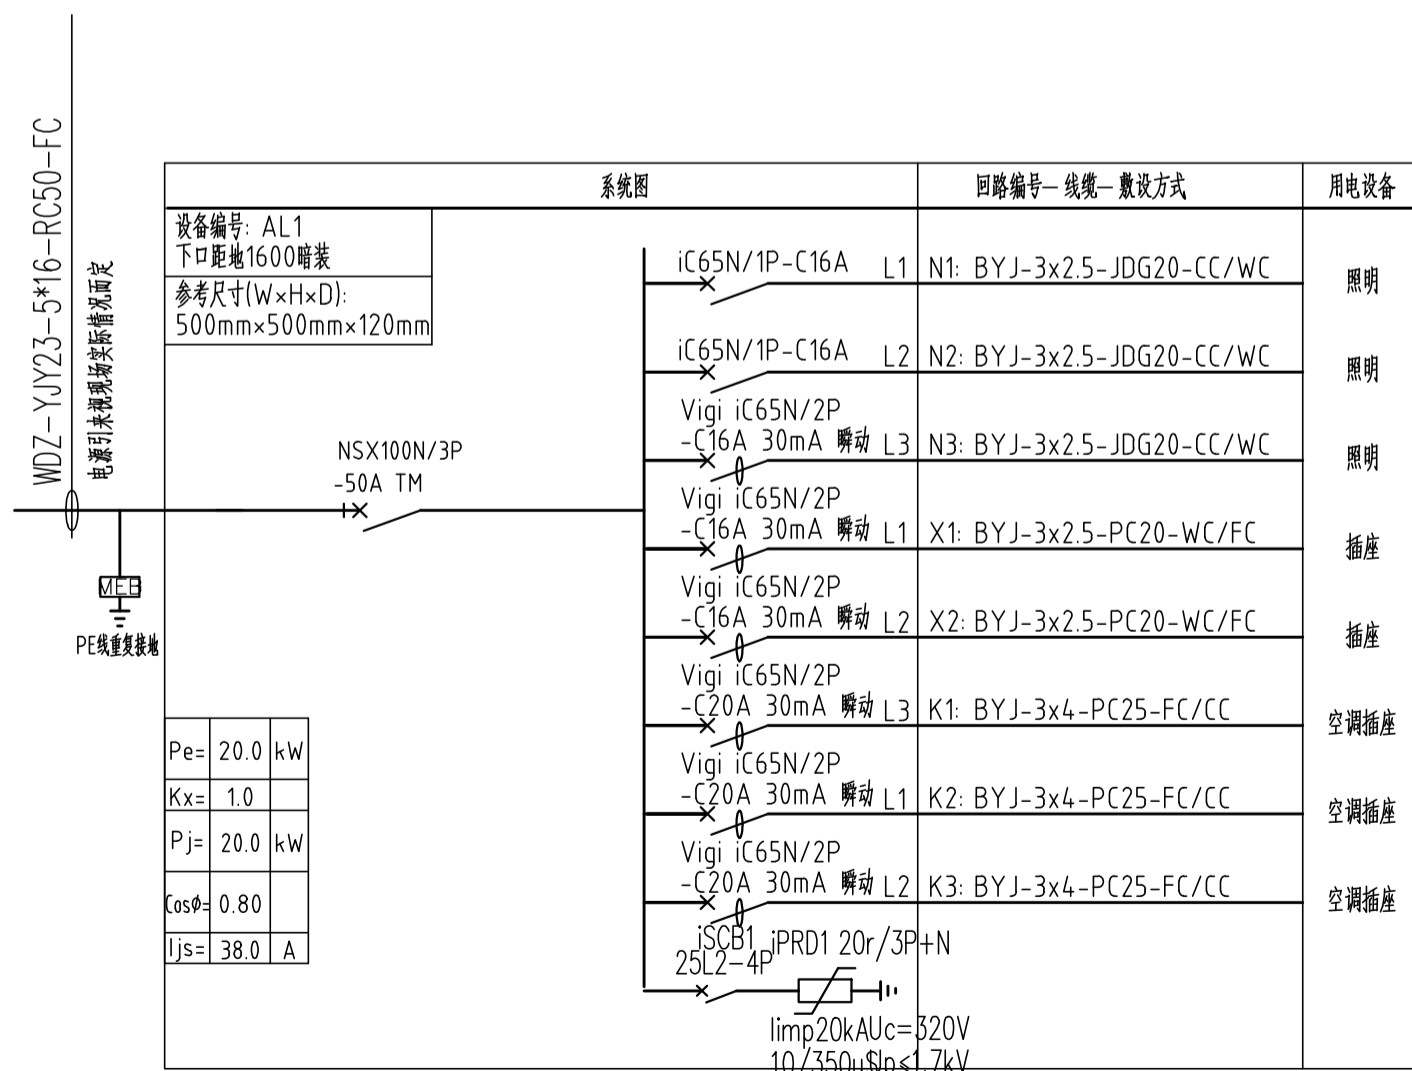 WDZ-YJY23-5*16-RC50-FC
电源引来视现场实际情况而定
系统图
回路编号—线缆—敷设方式
用电设备
设备编号: AL1
下口距地1600暗装
参考尺寸(W×H×D):
500mm×500mm×120mm
NSX100N/3P
-50A TM
MEB
PE线重复接地
iC65N/1P-C16A L1 N1: BYJ-3x2.5-JDG20-CC/WC 照明
iC65N/1P-C16A L2 N2: BYJ-3x2.5-JDG20-CC/WC 照明
Vigi iC65N/2P
-C16A 30mA 瞬动 L3 N3: BYJ-3x2.5-JDG20-CC/WC 照明
Vigi iC65N/2P
-C16A 30mA 瞬动 L1 X1: BYJ-3x2.5-PC20-WC/FC 插座
Vigi iC65N/2P
-C16A 30mA 瞬动 L2 X2: BYJ-3x2.5-PC20-WC/FC 插座
Vigi iC65N/2P
-C20A 30mA 瞬动 L3 K1: BYJ-3x4-PC25-FC/CC 空调插座
Vigi iC65N/2P
-C20A 30mA 瞬动 L1 K2: BYJ-3x4-PC25-FC/CC 空调插座
Vigi iC65N/2P
-C20A 30mA 瞬动 L2 K3: BYJ-3x4-PC25-FC/CC 空调插座
iSCB1 iPRD1 20r/3P+N
25L2-4P
Iimp20kA Uc=320V
10/350uS Up≤1.7kV
Pe= 20.0 kW
Kx= 1.0
Pj= 20.0 kW
Cosφ= 0.80
Ijs= 38.0 A